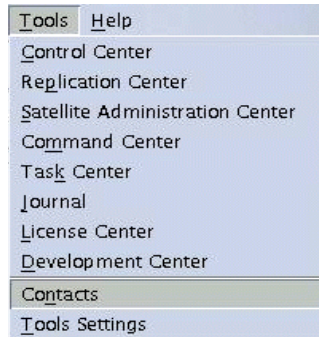 Tools Help
Control Center
Replication Center
Satellite Administration Center
Command Center
Task Center
Journal
License Center
Development Center
Contacts
Tools Settings